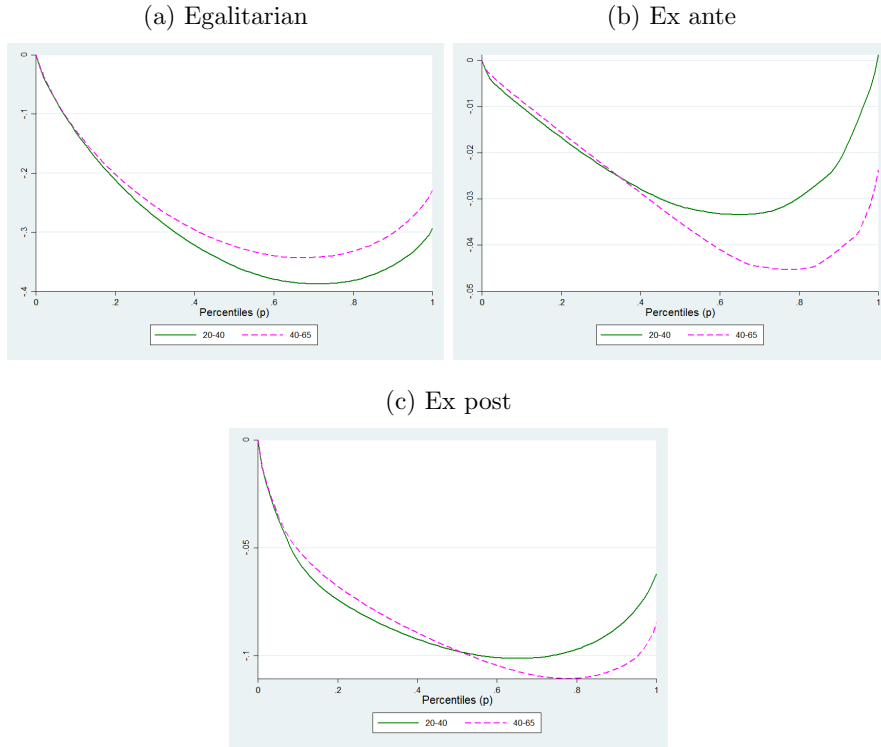 (a) Egalitarian
(b) Ex ante
0
-.1
-.2
-.3
-.4
0 .2 .4 .6 .8 1
Percentiles (p)
20-40 40-65
0
-.01
-.02
-.03
-.04
-.05
0 .2 .4 .6 .8 1
Percentiles (p)
20-40 40-65
(c) Ex post
0
-.05
-.1
0 .2 .4 .6 .8 1
Percentiles (p)
20-40 40-65